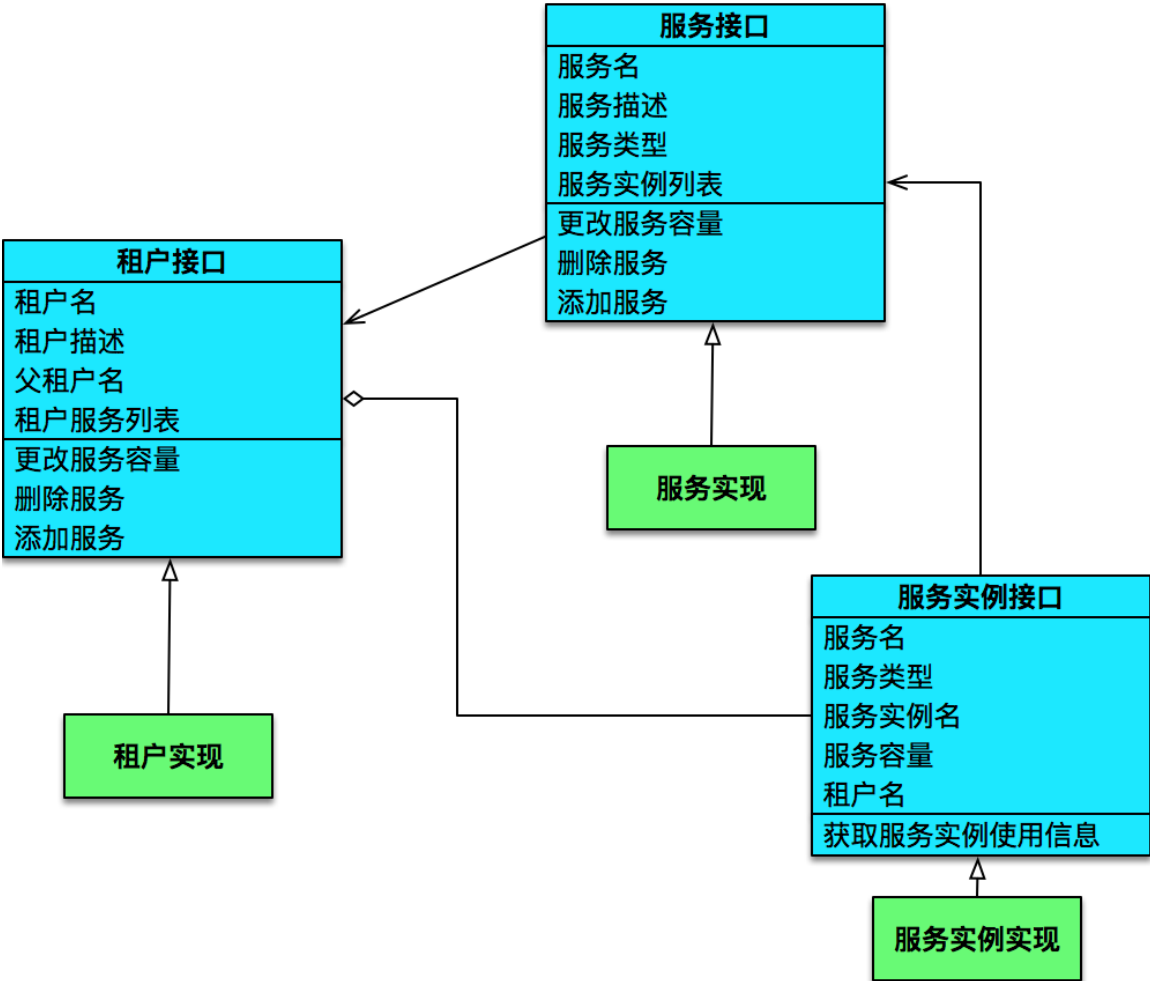 服务接口
服务名
服务描述
服务类型
服务实例列表
更改服务容量
删除服务
添加服务
租户接口
租户名
租户描述
父租户名
租户服务列表
更改服务容量
删除服务
添加服务
服务实现
租户实现
服务实例接口
服务名
服务类型
服务实例名
服务容量
租户名
获取服务实例使用信息
服务实例实现